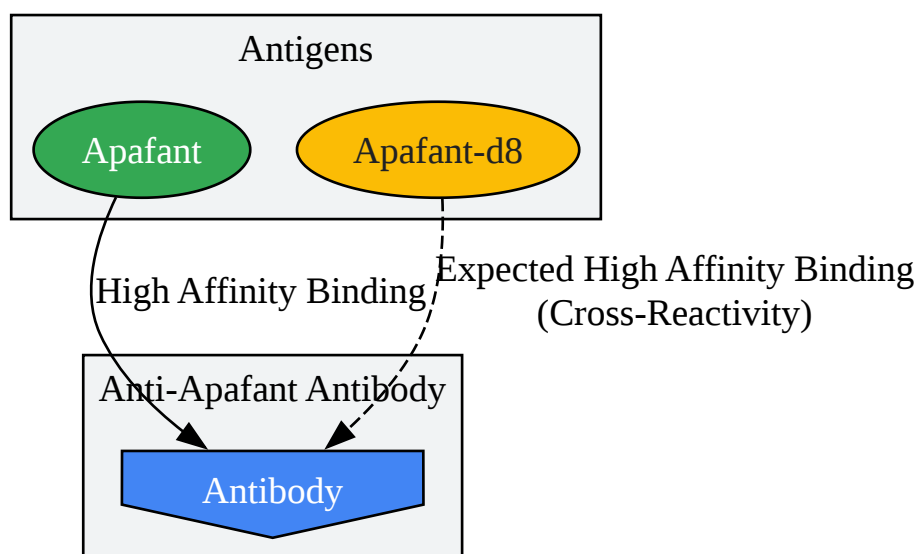 Antigens
Apafant
Apafant-d8
High Affinity Binding
Expected High Affinity Binding
(Cross-Reactivity)
Anti-Apafant Antibody
Antibody